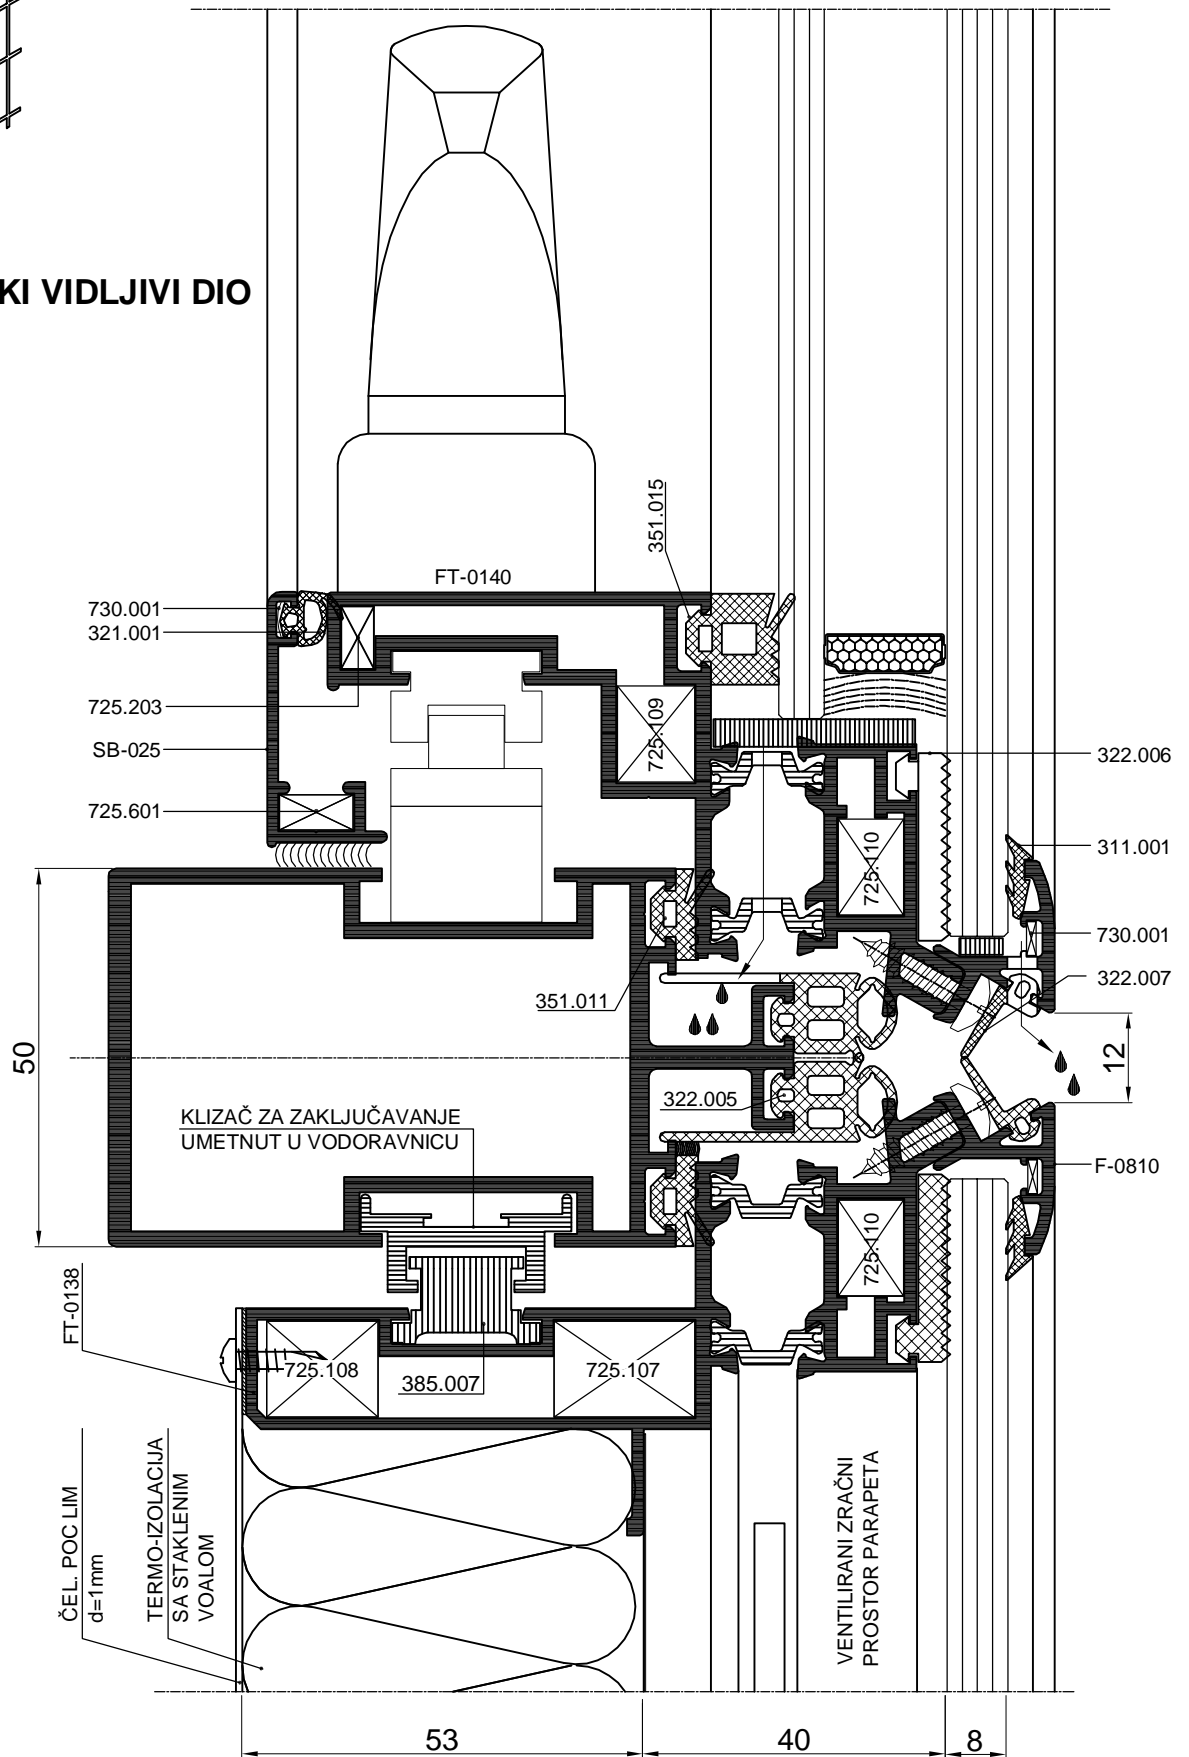 KI VIDLJIVI DIO
351.015
FT-0140
730.001
321.001
725.203
SB-025
725.601
725.109
322.006
725.110
311.001
730.001
322.007
351.011
50
12
322.005
KLIZAČ ZA ZAKLJUČAVANJE
UMETNUT U VODORAVNICU
F-0810
725.110
FT-0138
725.108
385.007
725.107
ČEL. POC LIM
d=1mm
TERMO-IZOLACIJA
SA STAKLENIM
VOALOM
VENTILIRANI ZRAČNI
PROSTOR PARAPETA
53
40
8